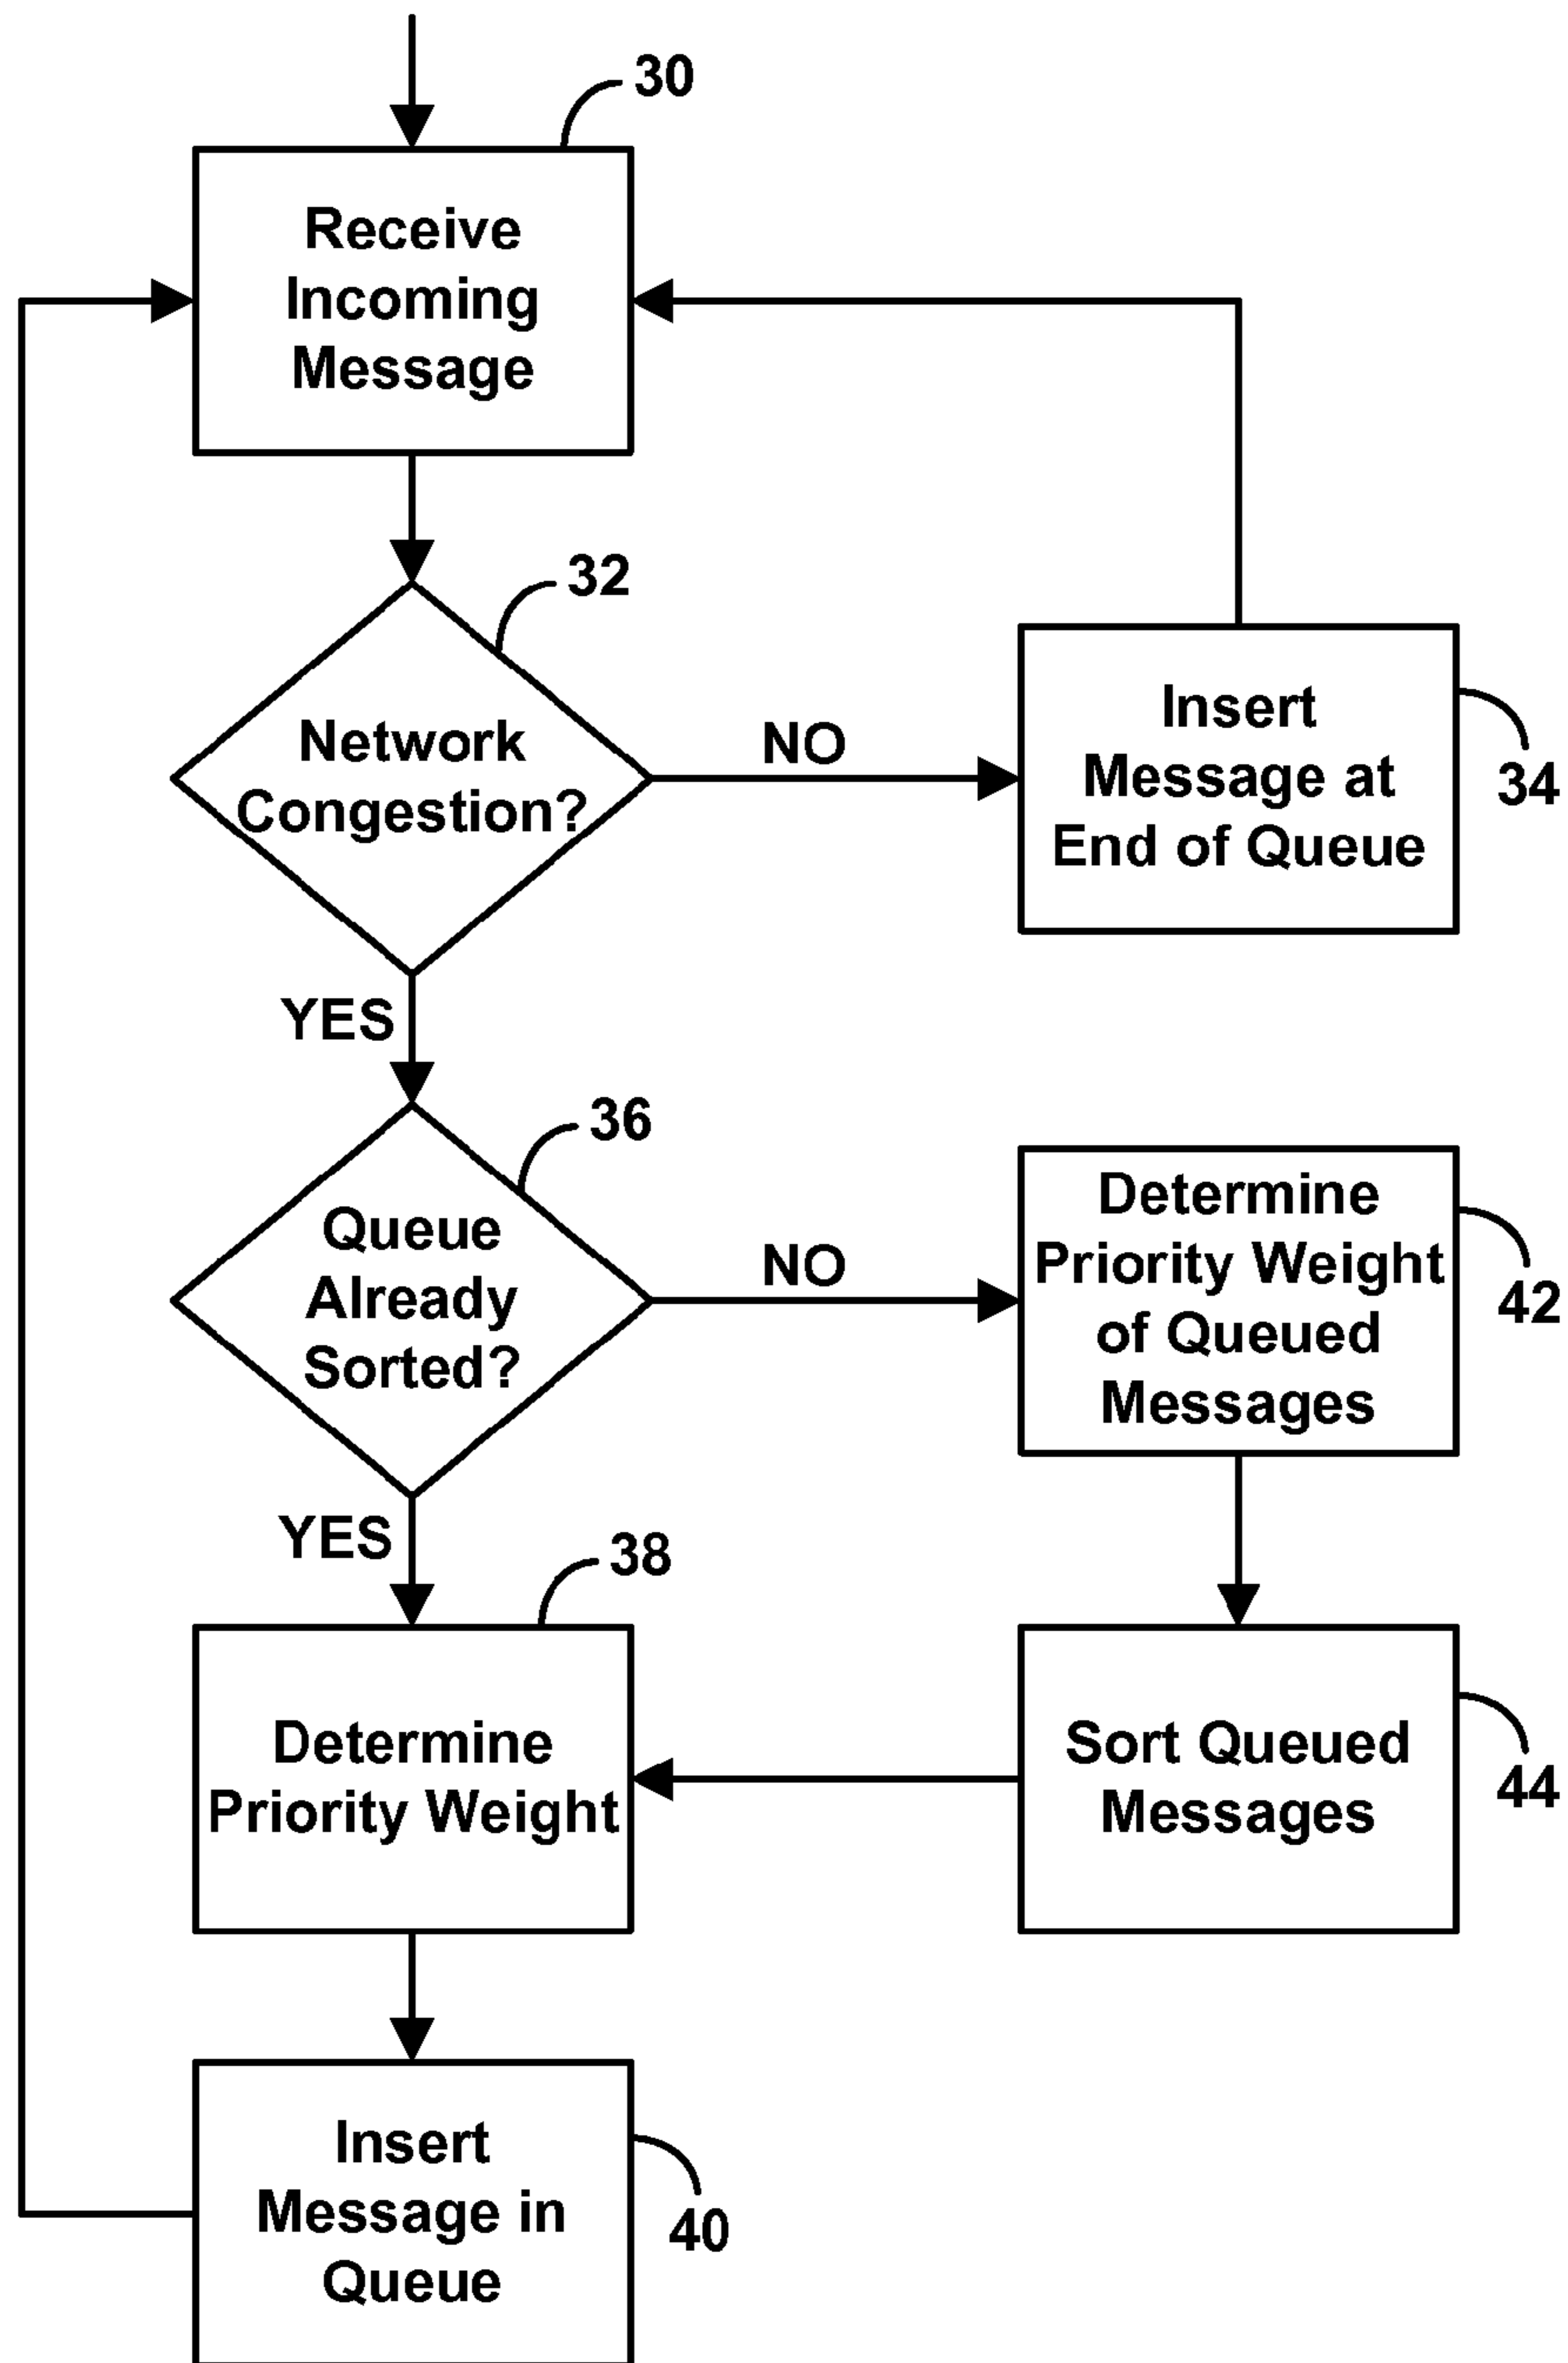 30
Receive
Incoming
Message
32
Network
Congestion?
NO
Insert
Message at
End of Queue
34
YES
36
Queue
Already
Sorted?
NO
Determine
Priority Weight
of Queued
Messages
42
YES
38
Determine
Priority Weight
Sort Queued
Messages
44
Insert
Message in
Queue
40